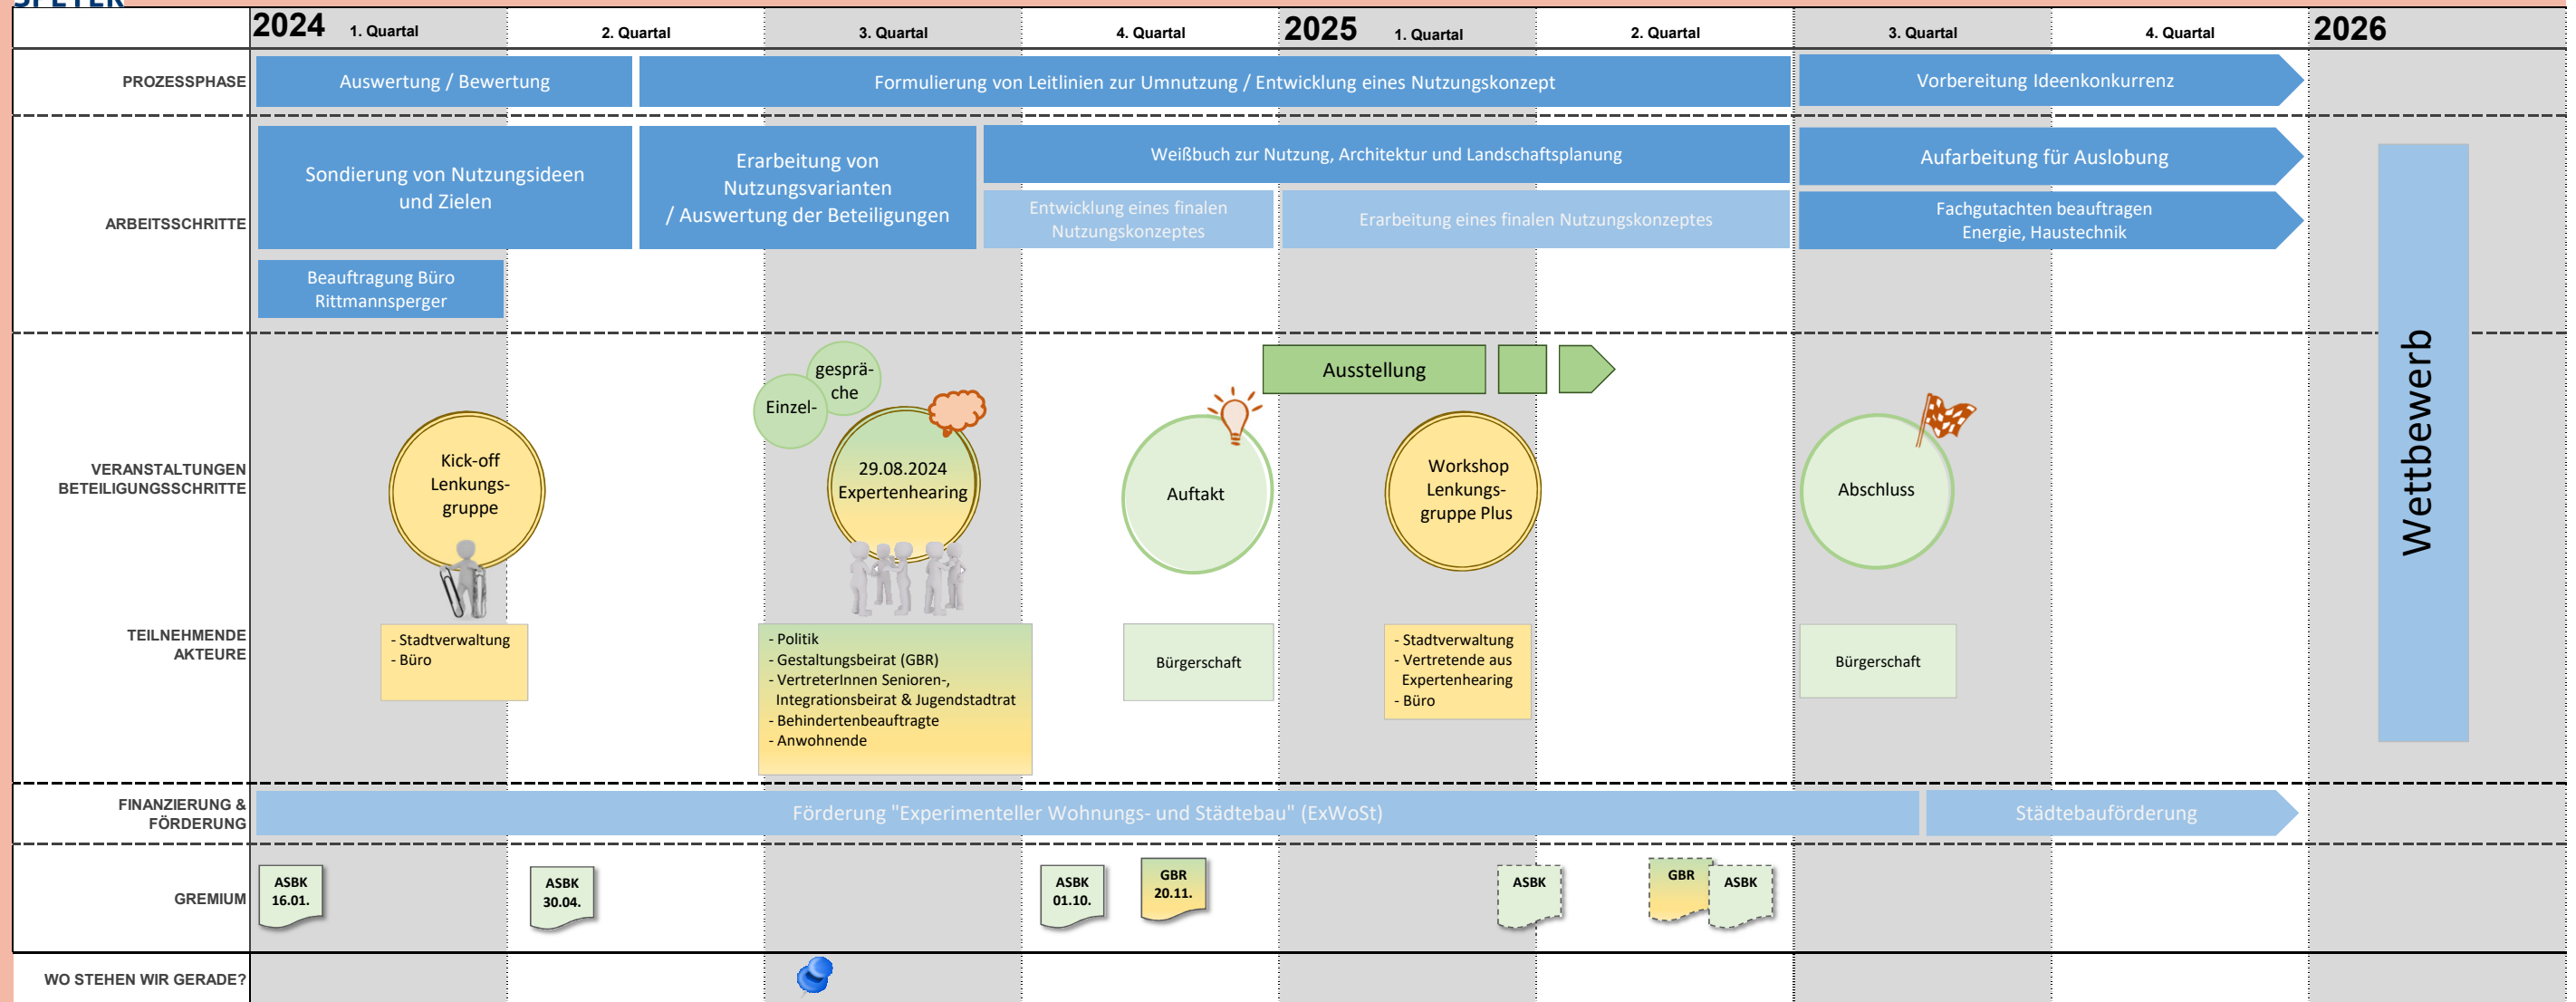 SPEYER
2024 1. Quartal 2. Quartal 3. Quartal 4. Quartal 2025 1. Quartal 2. Quartal 3. Quartal 4. Quartal 2026
PROZESSPHASE
Auswertung / Bewertung
Formulierung von Leitlinien zur Umnutzung / Entwicklung eines Nutzungskonzept
Vorbereitung Ideenkonkurrenz
ARBEITSSCHRITTE
Sondierung von Nutzungsideen
und Zielen
Erarbeitung von
Nutzungsvarianten
/ Auswertung der Beteiligungen
Weißbuch zur Nutzung, Architektur und Landschaftsplanung
Entwicklung eines finalen
Nutzungskonzeptes
Erarbeitung eines finalen Nutzungskonzeptes
Aufarbeitung für Auslobung
Fachgutachten beauftragen
Energie, Haustechnik
Beauftragung Büro
Rittmannsperger
VERANSTALTUNGEN
BETEILIGUNGSSCHRITTE
Kick-off
Lenkungs-
gruppe
Einzel-
gesprä-
che
29.08.2024
Expertenhearing
Auftakt
Ausstellung
Workshop
Lenkungs-
gruppe Plus
Abschluss
Wettbewerb
TEILNEHMENDE
AKTEURE
- Stadtverwaltung
- Büro
- Politik
- Gestaltungsbeirat (GBR)
- VertreterInnen Senioren-,
Integrationsbeirat & Jugendstadtrat
- Behindertenbeauftragte
- Anwohnende
Bürgerschaft
- Stadtverwaltung
- Vertretende aus
Expertenhearing
- Büro
Bürgerschaft
FINANZIERUNG &
FÖRDERUNG
Förderung "Experimenteller Wohnungs- und Städtebau" (ExWoSt)
Städtebauförderung
GREMIUM
ASBK
16.01.
ASBK
30.04.
ASBK
01.10.
GBR
20.11.
ASBK
GBR
ASBK
WO STEHEN WIR GERADE?